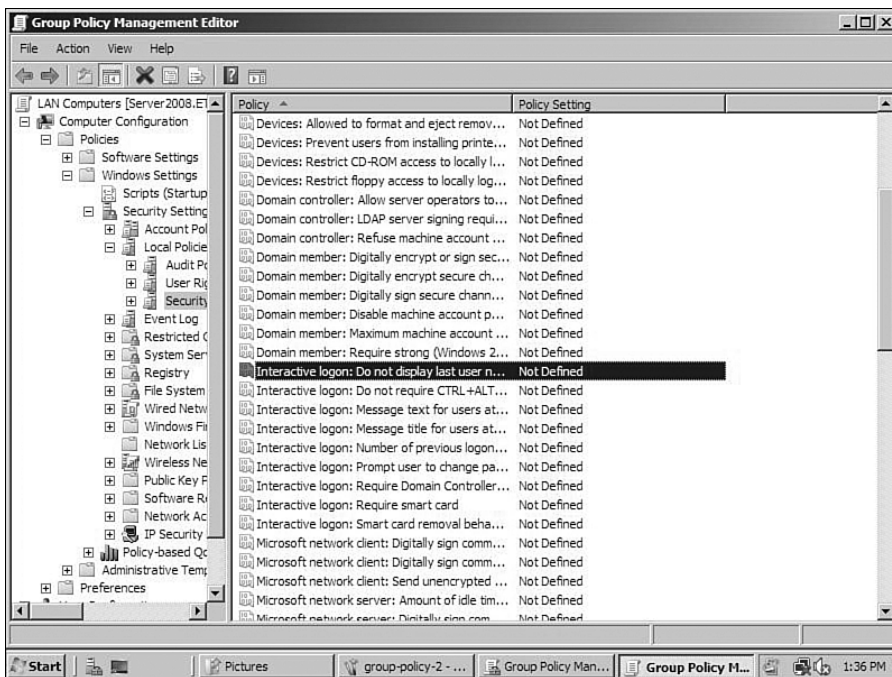 Group Policy Management Editor
File Action View Help
LAN Computers [Server2008.ET
Computer Configuration
Policies
Software Settings
Windows Settings
Scripts (Startup
Security Setting
Account Pol
Local Policie
Audit Po
User Rig
Security
Event Log
Restricted G
System Ser
Registry
File System
Wired Netw
Windows Fi
Network Lis
Wireless Ne
Public Key P
Software Re
Network Ac
IP Security
Policy-based Qo
Administrative Temp
Preferences
Policy Policy Setting
Devices: Allowed to format and eject remov... Not Defined
Devices: Prevent users from installing printe... Not Defined
Devices: Restrict CD-ROM access to locally l... Not Defined
Devices: Restrict floppy access to locally log... Not Defined
Domain controller: Allow server operators to... Not Defined
Domain controller: LDAP server signing requi... Not Defined
Domain controller: Refuse machine account ... Not Defined
Domain member: Digitally encrypt or sign sec... Not Defined
Domain member: Digitally encrypt secure ch... Not Defined
Domain member: Digitally sign secure chann... Not Defined
Domain member: Disable machine account p... Not Defined
Domain member: Maximum machine account ... Not Defined
Domain member: Require strong (Windows 2... Not Defined
Interactive logon: Do not display last user n... Not Defined
Interactive logon: Do not require CTRL+ALT... Not Defined
Interactive logon: Message text for users at... Not Defined
Interactive logon: Message title for users at... Not Defined
Interactive logon: Number of previous logon... Not Defined
Interactive logon: Prompt user to change pa... Not Defined
Interactive logon: Require Domain Controller... Not Defined
Interactive logon: Require smart card Not Defined
Interactive logon: Smart card removal beha... Not Defined
Microsoft network client: Digitally sign comm... Not Defined
Microsoft network client: Digitally sign comm... Not Defined
Microsoft network client: Send unencrypted ... Not Defined
Microsoft network server: Amount of idle tim... Not Defined
Microsoft network server: Digitally sign com Not Defined
Start Pictures group-policy-2 - ... Group Policy Man... Group Policy M... 1:36 PM